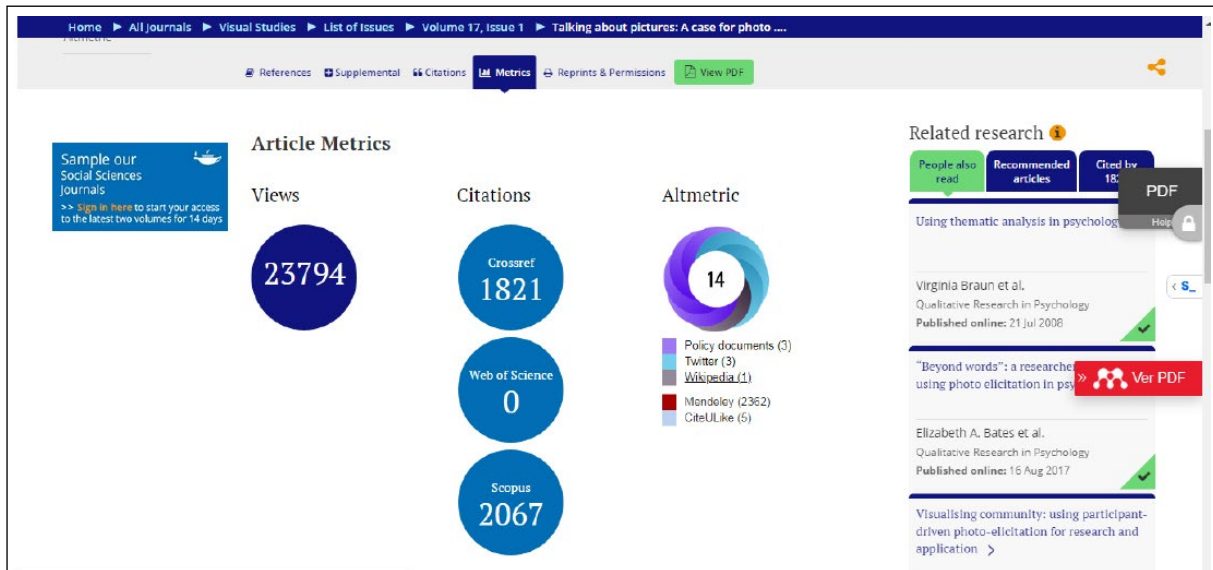 Home ▶ All Journals ▶ Visual Studies ▶ List of Issues ▶ Volume 17, Issue 1 ▶ Talking about pictures: A case for photo ....
Altmetric
References Supplemental Citations Metrics Reprints & Permissions View PDF
Sample our
Social Sciences
Journals
>> Sign in here to start your access
to the latest two volumes for 14 days
Article Metrics
Views
23794
Citations
Crossref
1821
Web of Science
0
Scopus
2067
Altmetric
14
Policy documents (3)
Twitter (3)
Wikipedia (1)
Mendeley (2362)
CiteULike (5)
Related research
People also
read
Recommended
articles
Cited by
182
PDF
Help
Using thematic analysis in psychology
Virginia Braun et al.
Qualitative Research in Psychology
Published online: 21 Jul 2008
S_
"Beyond words": a researcher
using photo elicitation in psy
» Ver PDF
Elizabeth A. Bates et al.
Qualitative Research in Psychology
Published online: 16 Aug 2017
Visualising community: using participant-
driven photo-elicitation for research and
application >